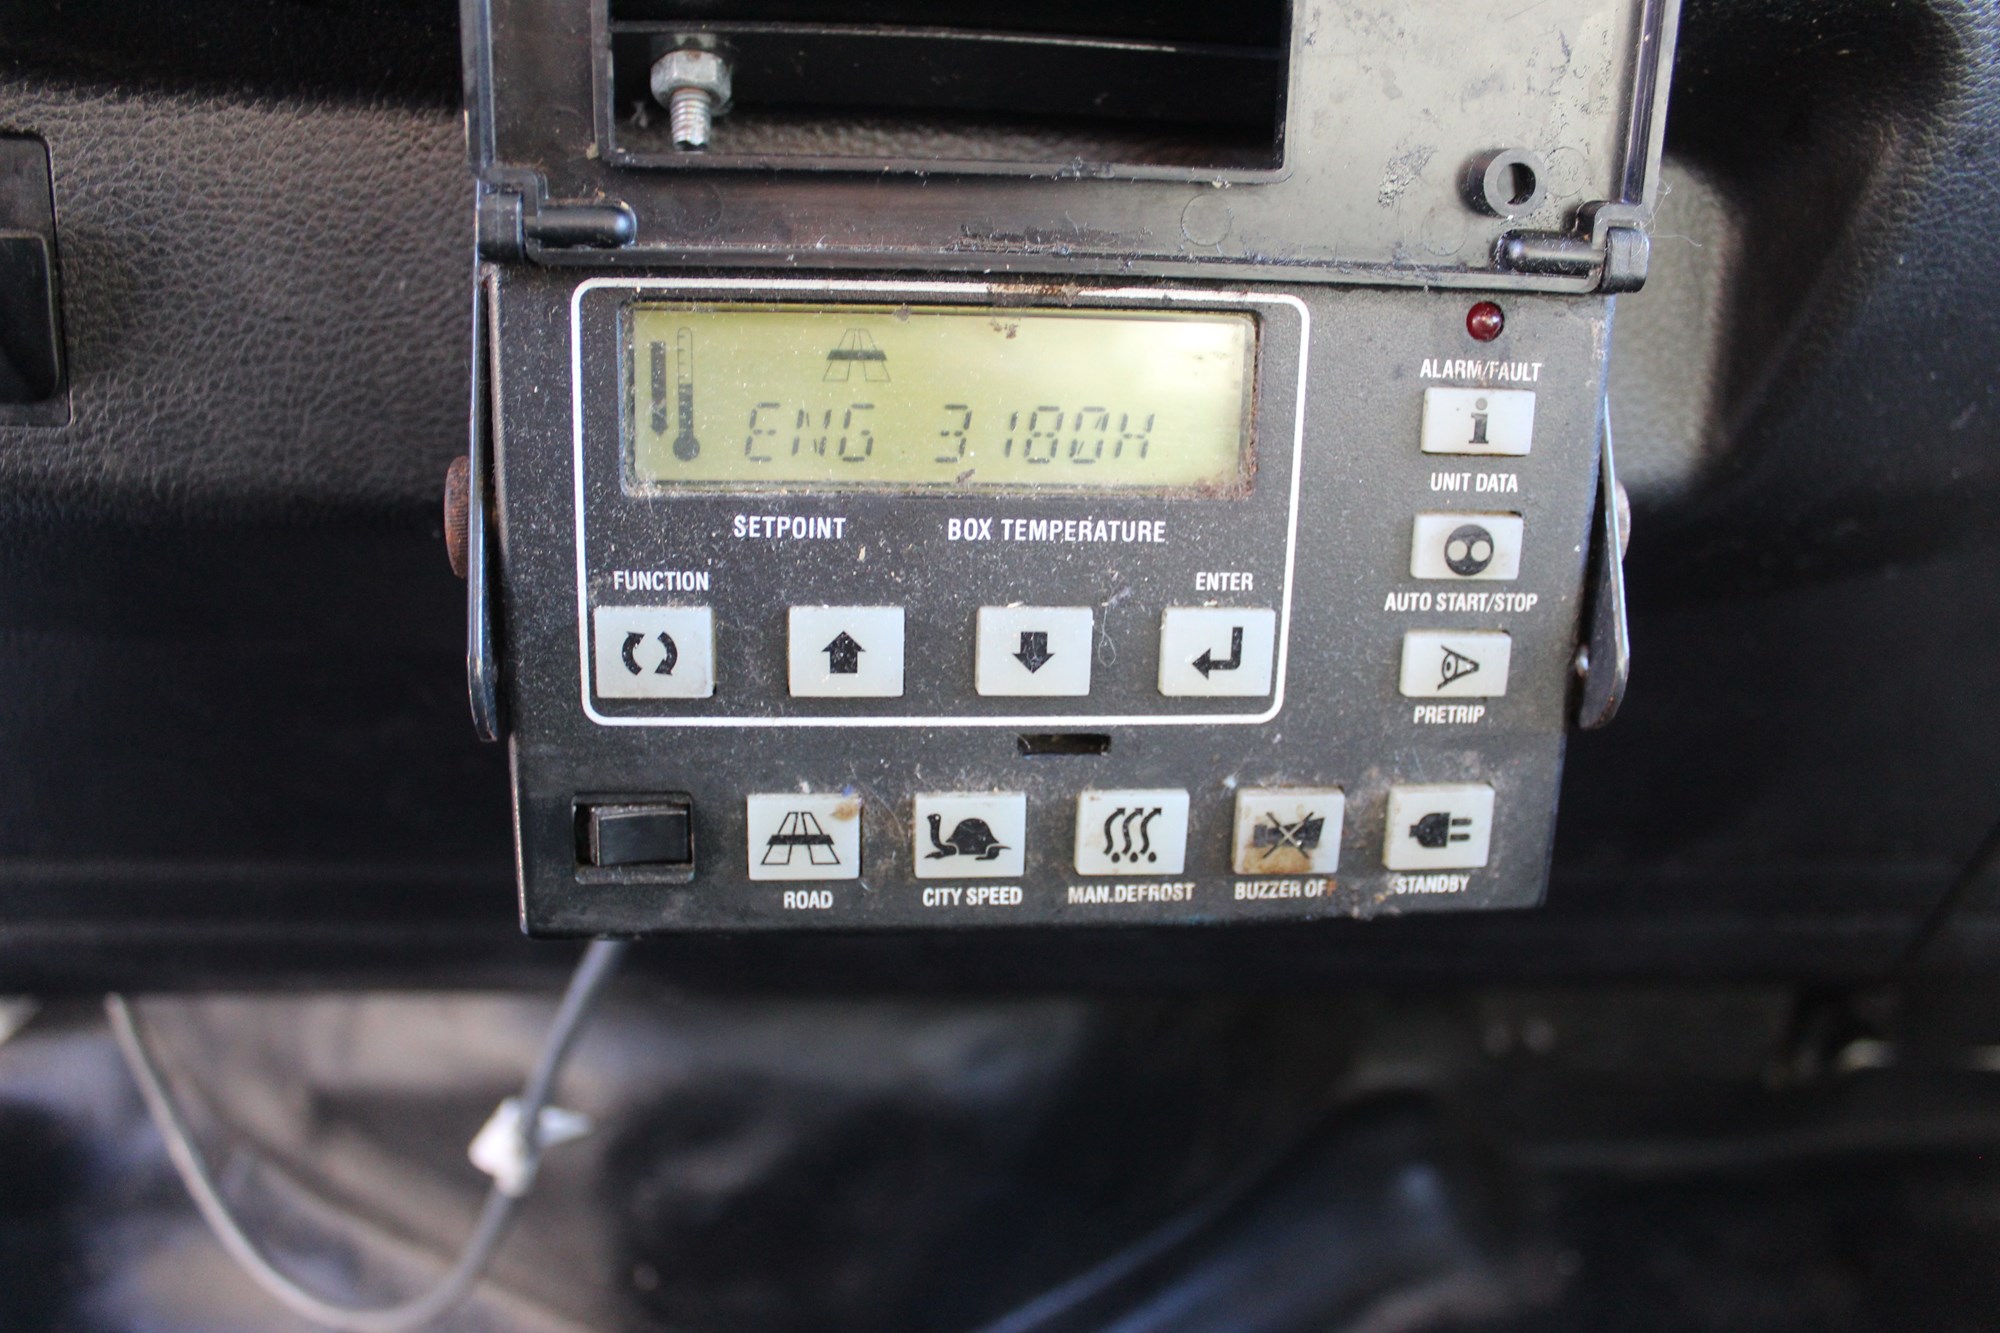 ALARM/FAULT
ENG 3180H
UNIT DATA
SETPOINT BOX TEMPERATURE
FUNCTION ENTER
AUTO START/STOP
PRETRIP
ROAD CITY SPEED MAN.DEFROST BUZZER OFF STANDBY